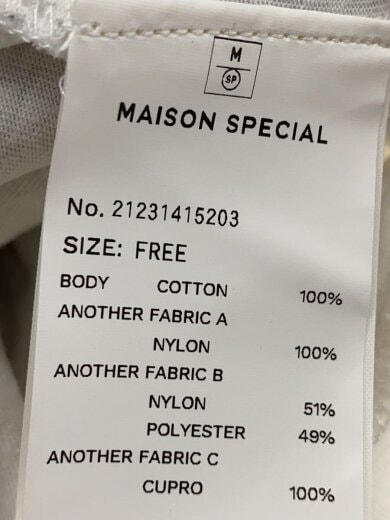 M
SP
MAISON SPECIAL
No. 21231415203
SIZE: FREE
BODY COTTON 100%
ANOTHER FABRIC A
NYLON 100%
ANOTHER FABRIC B
NYLON 51%
POLYESTER 49%
ANOTHER FABRIC C
CUPRO 100%